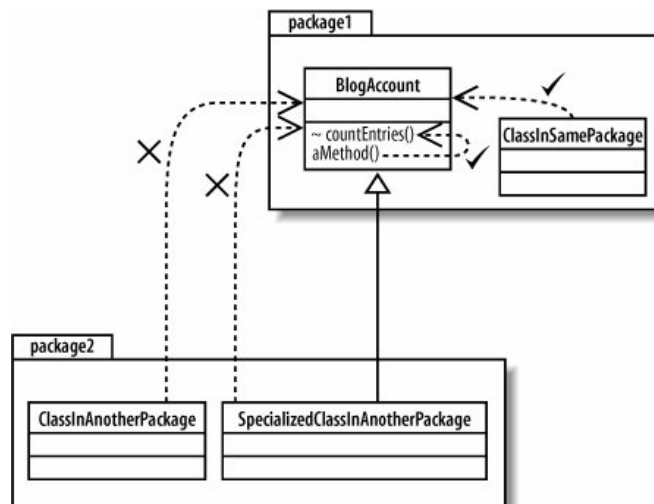 package1
BlogAccount
~ countEntries()
aMethod()
ClassInSamePackage
package2
ClassInAnotherPackage
SpecializedClassInAnotherPackage